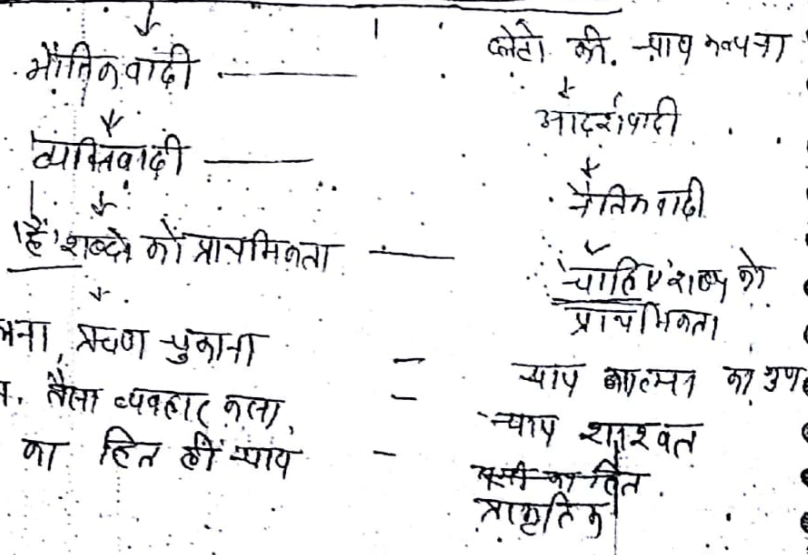 प्लेटो की. न्याय कल्पना
भौतिकवादी
आदर्शवादी
व्यक्तिवादी
नैतिकवादी
'है' शब्द को प्राथमिकता
'चाहिए' शब्द को
प्राथमिकता
ऋण चुकाना
न्याय आत्मा का गुण
तैसा व्यवहार करना,
न्याय शाश्वत
का हित ही न्याय
का हित
प्राकृतिक